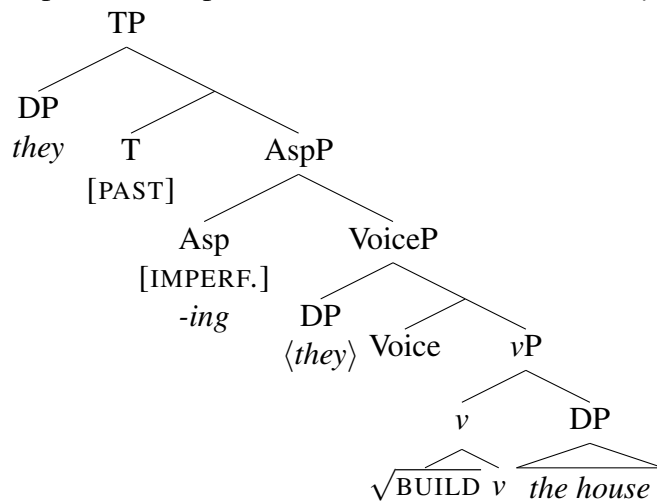 TP
DP
they
T
AspP
[PAST]
Asp
VoiceP
[IMPERF.]
-ing
DP
Voice
vP
⟨they⟩
v
DP
√BUILD v the house